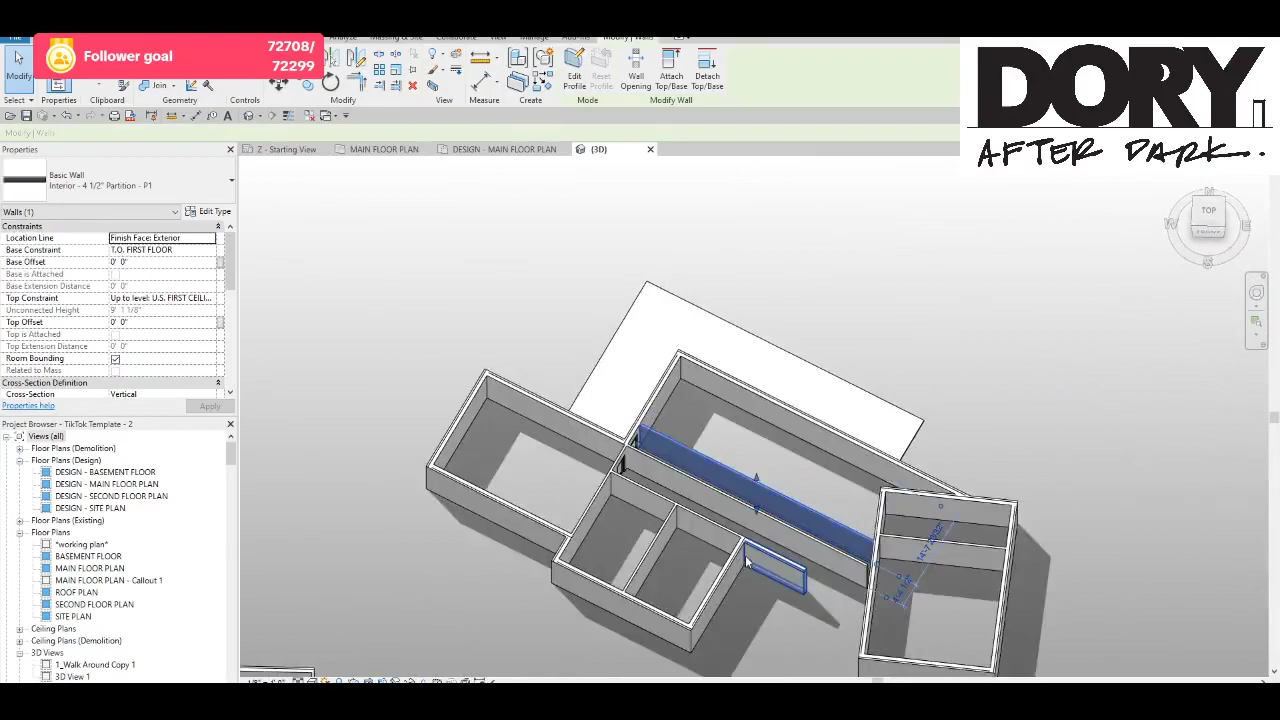 Follower goal
72708/
72299
DORY
AFTER DARK.
Modify
Edit
Profile
Reset
Profile
Wall
Opening
Attach
Top/Base
Detach
Top/Base
Join
Select
Properties
Clipboard
Geometry
Controls
Modify
View
Measure
Create
Mode
Modify Wall
Modify | Walls
Properties
Z - Starting View
MAIN FLOOR PLAN
DESIGN - MAIN FLOOR PLAN
(3D)
Basic Wall
Interior - 4 1/2" Partition - P1
Walls (1)
Edit Type
Constraints
Location Line Finish Face: Exterior
Base Constraint T.O. FIRST FLOOR
Base Offset 0' 0"
Base is Attached
Base Extension Distance 0' 0"
Top Constraint Up to level: U.S. FIRST CEILI...
Unconnected Height 9' 1 1/8"
Top Offset 0' 0"
Top is Attached
Top Extension Distance 0' 0"
Room Bounding
Related to Mass
Cross-Section Definition
Cross-Section Vertical
Properties help
Apply
Project Browser - TikTok Template - 2
Views (all)
Floor Plans (Demolition)
Floor Plans (Design)
DESIGN - BASEMENT FLOOR
DESIGN - MAIN FLOOR PLAN
DESIGN - SECOND FLOOR PLAN
DESIGN - SITE PLAN
Floor Plans (Existing)
Floor Plans
*working plan*
BASEMENT FLOOR
MAIN FLOOR PLAN
MAIN FLOOR PLAN - Callout 1
ROOF PLAN
SECOND FLOOR PLAN
SITE PLAN
Ceiling Plans
Ceiling Plans (Demolition)
3D Views
1_Walk Around Copy 1
3D View 1
N
W
E
S
TOP